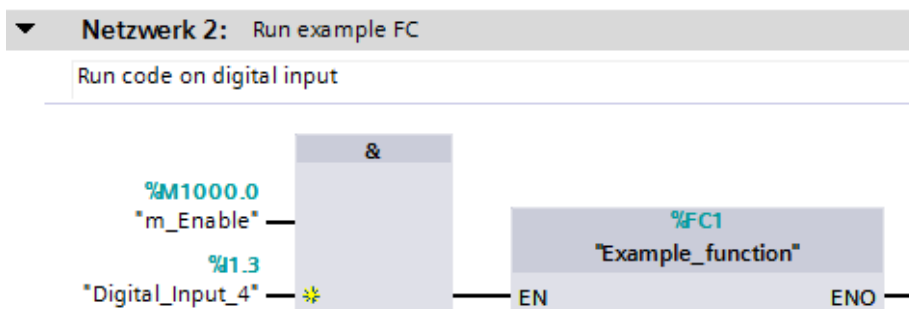 Netzwerk 2: Run example FC
Run code on digital input
&
%M1000.0
"m_Enable"
%I1.3
"Digital_Input_4"
%FC1
"Example_function"
EN ENO